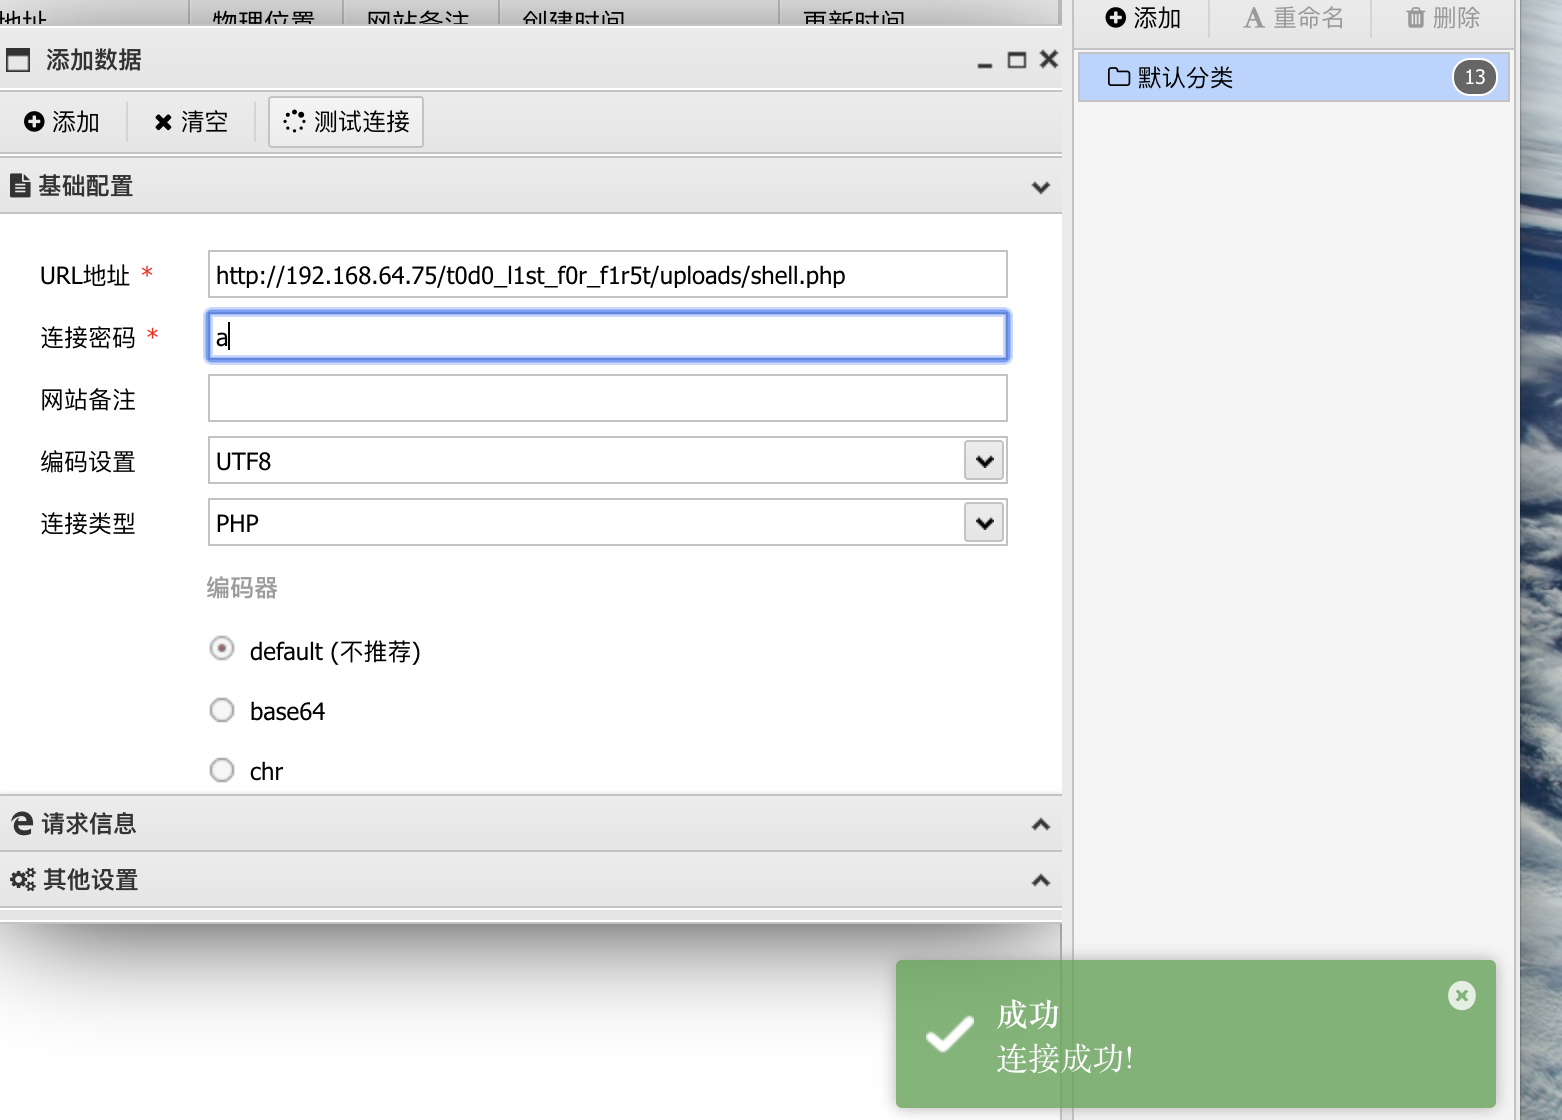 地址 物理位置 网站备注 创建时间 更新时间
添加 重命名 删除
添加数据
默认分类 13
添加 清空 测试连接
基础配置
URL地址 * http://192.168.64.75/t0d0_l1st_f0r_f1r5t/uploads/shell.php
连接密码 * a
网站备注
编码设置 UTF8
连接类型 PHP
编码器
default (不推荐)
base64
chr
请求信息
其他设置
成功
连接成功!